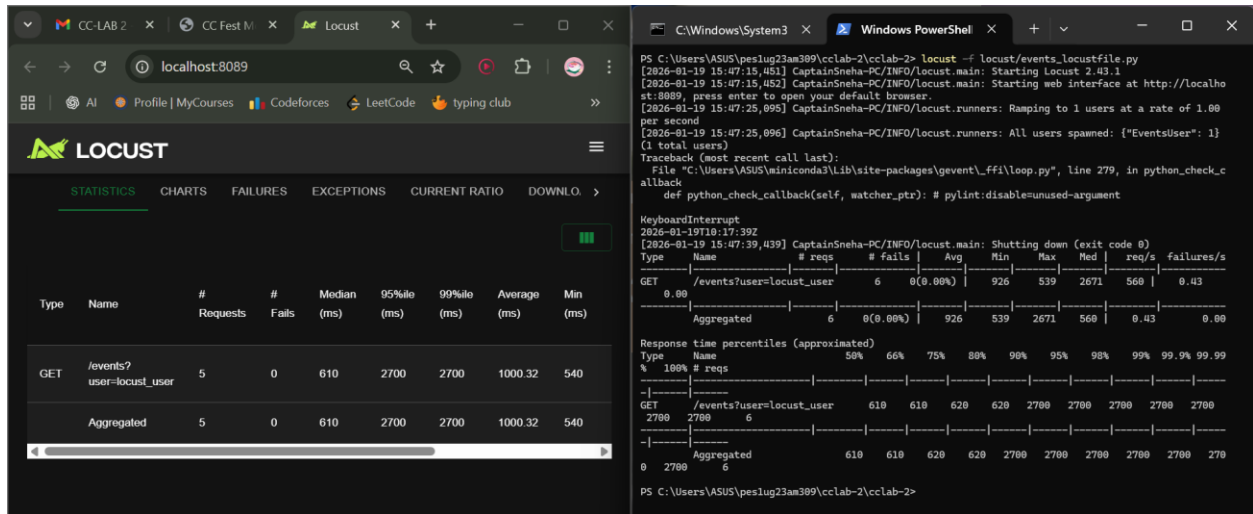 CC-LAB 2
CC Fest M
Locust
localhost:8089
AI
Profile | MyCourses
Codeforces
LeetCode
typing club
LOCUST
STATISTICS CHARTS FAILURES EXCEPTIONS CURRENT RATIO DOWNLO.
Type Name # Requests # Fails Median (ms) 95%ile (ms) 99%ile (ms) Average (ms) Min (ms)
GET /events?user=locust_user 5 0 610 2700 2700 1000.32 540
Aggregated 5 0 610 2700 2700 1000.32 540
C:\Windows\System3
Windows PowerShell
PS C:\Users\ASUS\pes1ug23am309\cclab-2\cclab-2> locust -f locust/events_locustfile.py
[2026-01-19 15:47:15,451] CaptainSneha-PC/INFO/locust.main: Starting Locust 2.43.1
[2026-01-19 15:47:15,452] CaptainSneha-PC/INFO/locust.main: Starting web interface at http://localho
st:8089, press enter to open your default browser.
[2026-01-19 15:47:25,095] CaptainSneha-PC/INFO/locust.runners: Ramping to 1 users at a rate of 1.00
per second
[2026-01-19 15:47:25,096] CaptainSneha-PC/INFO/locust.runners: All users spawned: {"EventsUser": 1}
(1 total users)
Traceback (most recent call last):
File "C:\Users\ASUS\miniconda3\Lib\site-packages\gevent\_ffi\loop.py", line 279, in python_check_c
allback
def python_check_callback(self, watcher_ptr): # pylint:disable=unused-argument
KeyboardInterrupt
2026-01-19T10:17:39Z
[2026-01-19 15:47:39,439] CaptainSneha-PC/INFO/locust.main: Shutting down (exit code 0)
Type Name # reqs # fails | Avg Min Max Med | req/s failures/s
--------|--------------------|-------|-------------|-------|-------|-------|-------|--------|-----------
GET /events?user=locust_user 6 0(0.00%) | 926 539 2671 560 | 0.43
0.00
--------|--------------------|-------|-------------|-------|-------|-------|-------|--------|-----------
Aggregated 6 0(0.00%) | 926 539 2671 560 | 0.43 0.00
Response time percentiles (approximated)
Type Name 50% 66% 75% 80% 90% 95% 98% 99% 99.9% 99.99
% 100% # reqs
--------|--------------------|------|------|------|------|------|------|------|------|------|-----
-|------|------
GET /events?user=locust_user 610 610 620 620 2700 2700 2700 2700 2700
2700 2700 6
--------|--------------------|------|------|------|------|------|------|------|------|------|-----
-|------|------
Aggregated 610 610 620 620 2700 2700 2700 2700 2700 270
0 2700 6
PS C:\Users\ASUS\pes1ug23am309\cclab-2\cclab-2>